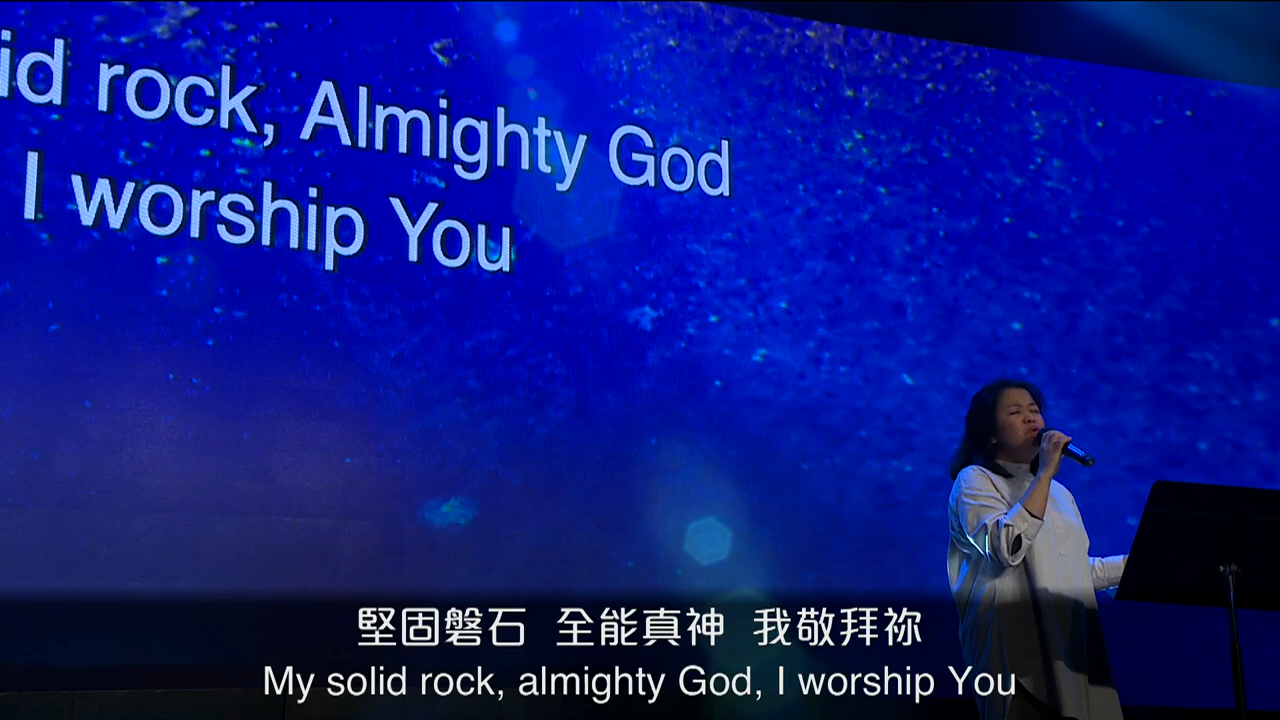 id rock, Almighty God
I worship You
堅固磐石 全能真神 我敬拜祢
My solid rock, almighty God, I worship You